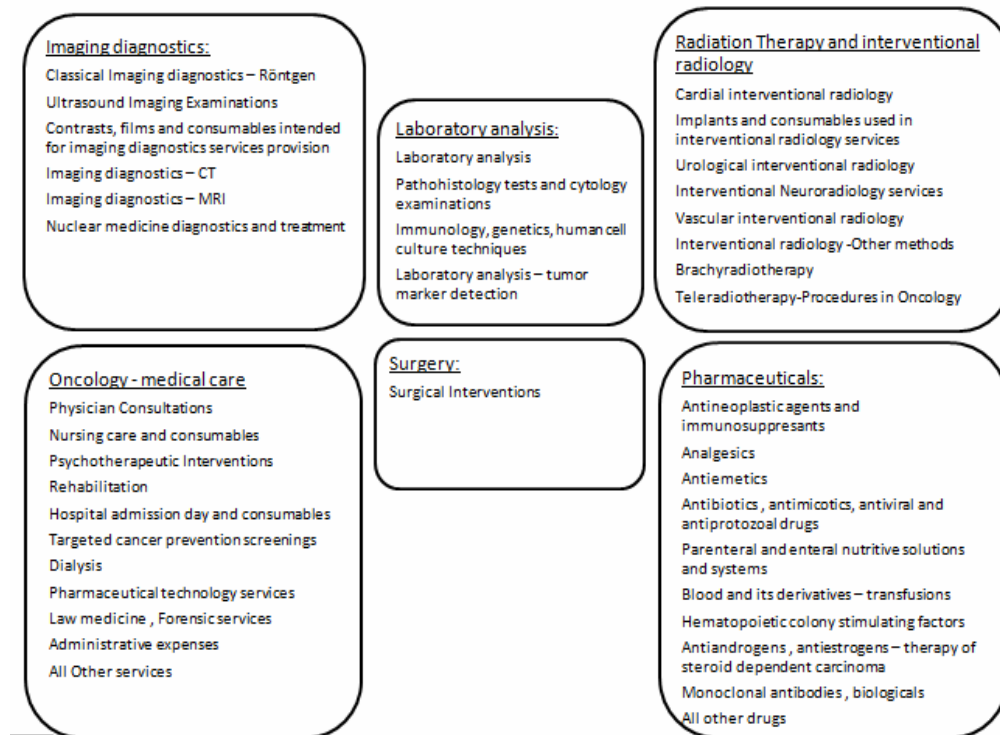 Imaging diagnostics:
Classical Imaging diagnostics – Röntgen
Ultrasound Imaging Examinations
Contrasts, films and consumables intended
for imaging diagnostics services provision
Imaging diagnostics – CT
Imaging diagnostics – MRI
Nuclear medicine diagnostics and treatment
Laboratory analysis:
Laboratory analysis
Pathohistology tests and cytology
examinations
Immunology, genetics, human cell
culture techniques
Laboratory analysis – tumor
marker detection
Radiation Therapy and interventional
radiology
Cardial interventional radiology
Implants and consumables used in
interventional radiology services
Urological interventional radiology
Interventional Neuroradiology services
Vascular interventional radiology
Interventional radiology -Other methods
Brachyradiotherapy
Teleradiotherapy-Procedures in Oncology
Oncology - medical care
Physician Consultations
Nursing care and consumables
Psychotherapeutic Interventions
Rehabilitation
Hospital admission day and consumables
Targeted cancer prevention screenings
Dialysis
Pharmaceutical technology services
Law medicine , Forensic services
Administrative expenses
All Other services
Surgery:
Surgical Interventions
Pharmaceuticals:
Antineoplastic agents and
immunosuppresants
Analgesics
Antiemetics
Antibiotics , antimicotics, antiviral and
antiprotozoal drugs
Parenteral and enteral nutritive solutions
and systems
Blood and its derivatives – transfusions
Hematopoietic colony stimulating factors
Antiandrogens , antiestrogens – therapy of
steroid dependent carcinoma
Monoclonal antibodies , biologicals
All other drugs